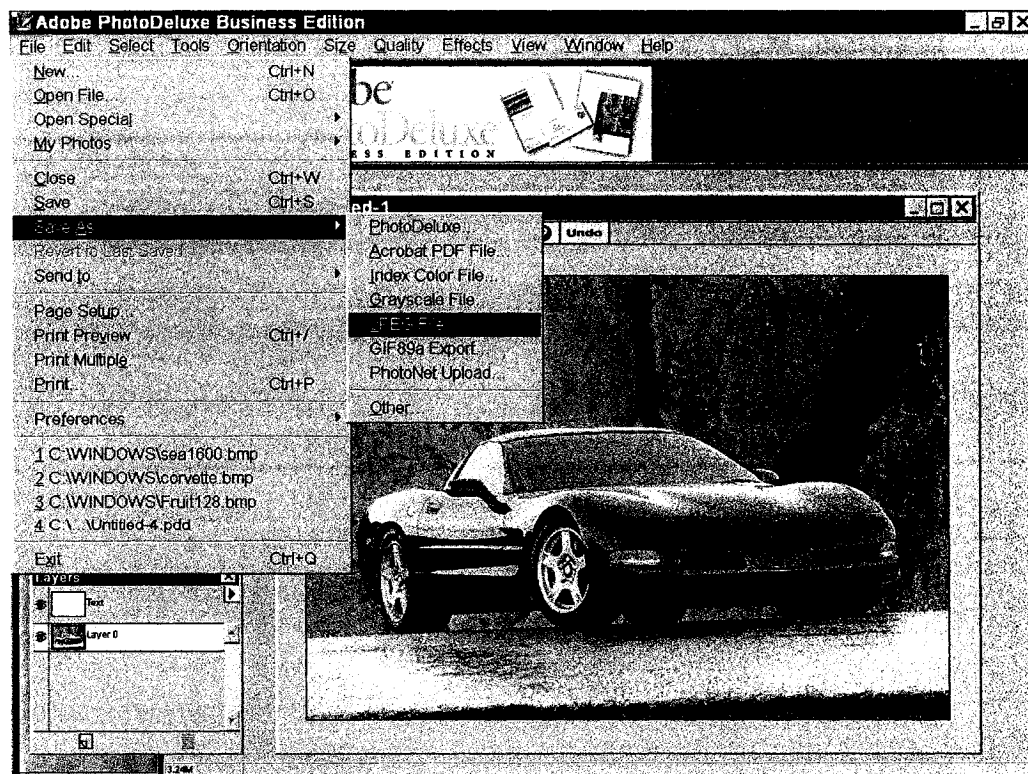 Adobe PhotoDeluxe Business Edition
File Edit Select Tools Orientation Size Quality Effects View Window Help
New...
Ctrl+N
Open File...
Ctrl+O
Open Special
My Photos
Close
Ctrl+W
Save
Ctrl+S
Save As
Revert to Last Saved
Send to
Page Setup...
Print Preview
Ctrl+/
Print Multiple
Print...
Ctrl+P
Preferences
1 C:\WINDOWS\sea1600.bmp
2 C:\WINDOWS\corvette.bmp
3 C:\WINDOWS\Fruit128.bmp
4 C:\...\Untitled-4.pdd
Exit
Ctrl+Q
be
toDeluxe
ESS EDITION
ed-1
Undo
PhotoDeluxe...
Acrobat PDF File...
Index Color File...
Grayscale File...
JPEG File
GIF89a Export...
PhotoNet Upload...
Other...
Layers
Text
Layer 0
3.24M